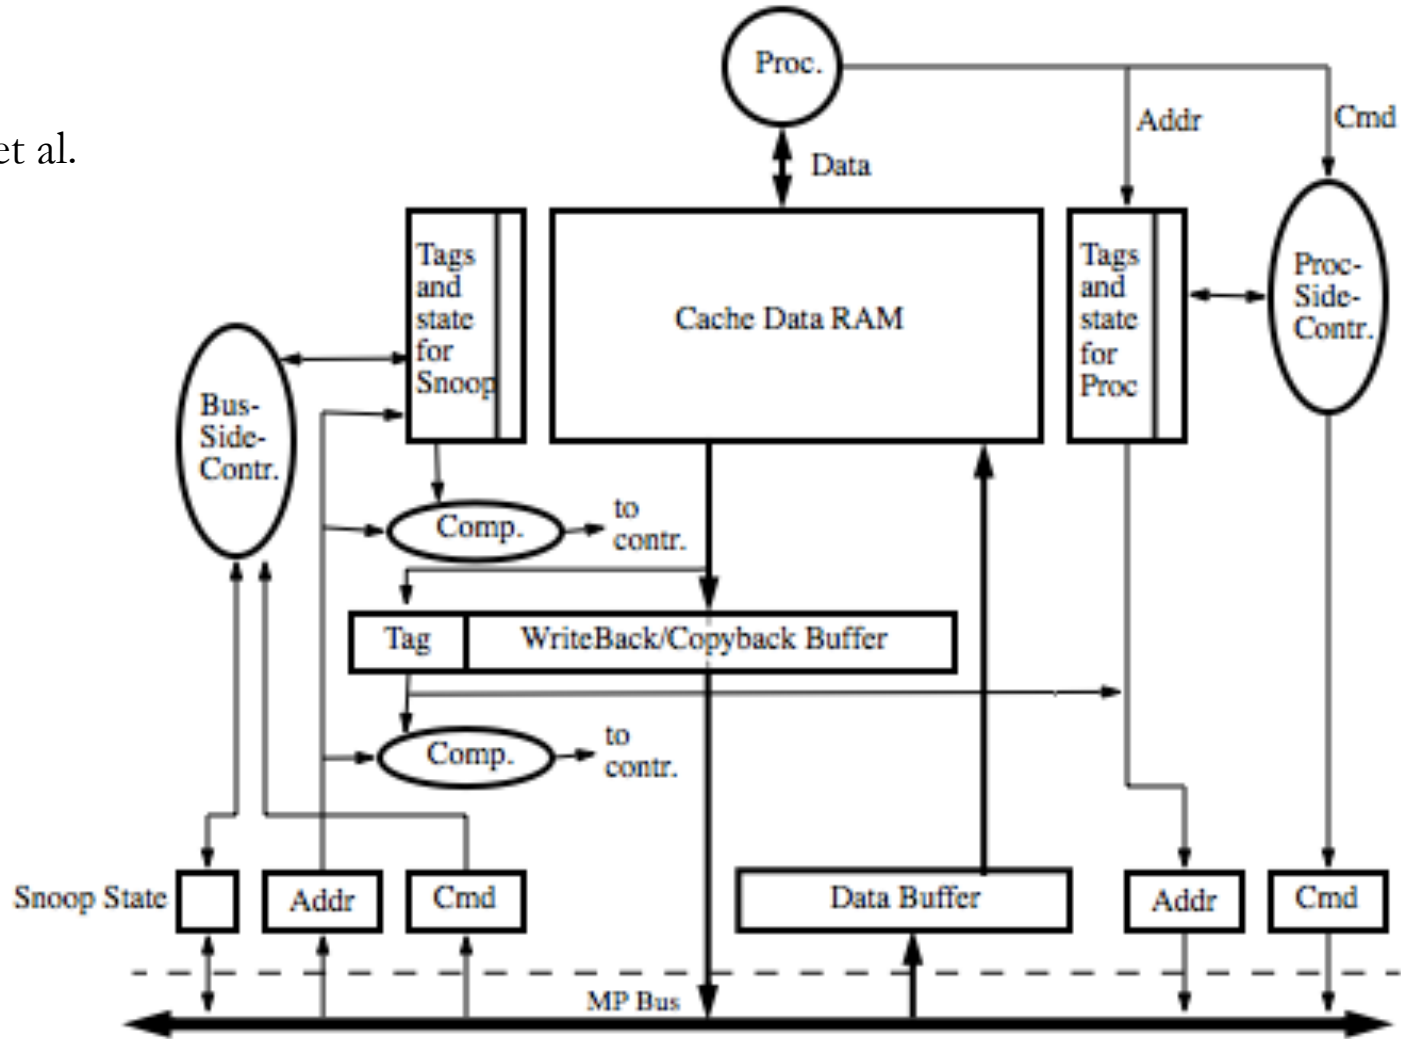 Proc.
Addr
Cmd
et al.
Data
Tags
and
state
for
Snoop
Cache Data RAM
Tags
and
state
for
Proc
Proc-
Side-
Contr.
Bus-
Side-
Contr.
Comp.
to
contr.
Tag
WriteBack/Copyback Buffer
Comp.
to
contr.
Snoop State
Addr
Cmd
Data Buffer
Addr
Cmd
MP Bus